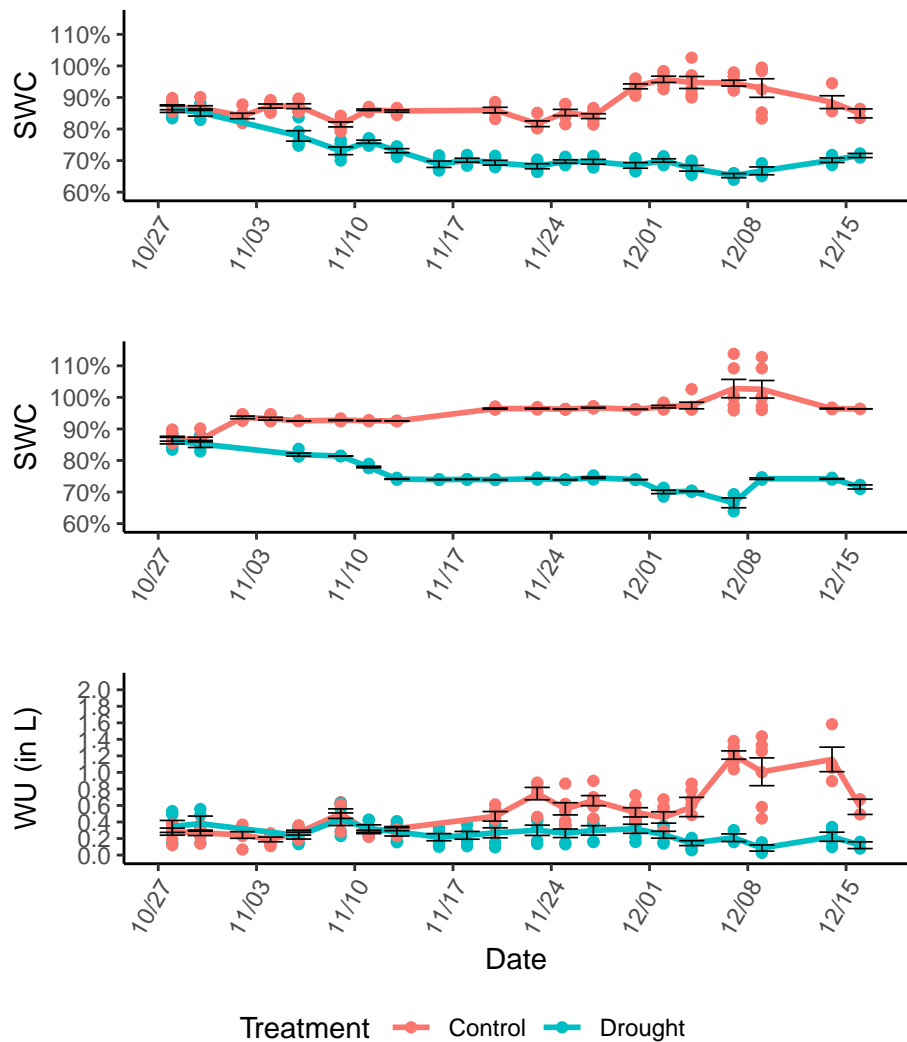 110%
100%
90%
80%
70%
60%
SWC
10/27 11/03 11/10 11/17 11/24 12/01 12/08 12/15
110%
100%
90%
80%
70%
60%
SWC
10/27 11/03 11/10 11/17 11/24 12/01 12/08 12/15
2.0
1.8
1.6
1.4
1.2
1.0
0.8
0.6
0.4
0.2
0.0
WU (in L)
10/27 11/03 11/10 11/17 11/24 12/01 12/08 12/15
Date
Treatment Control Drought